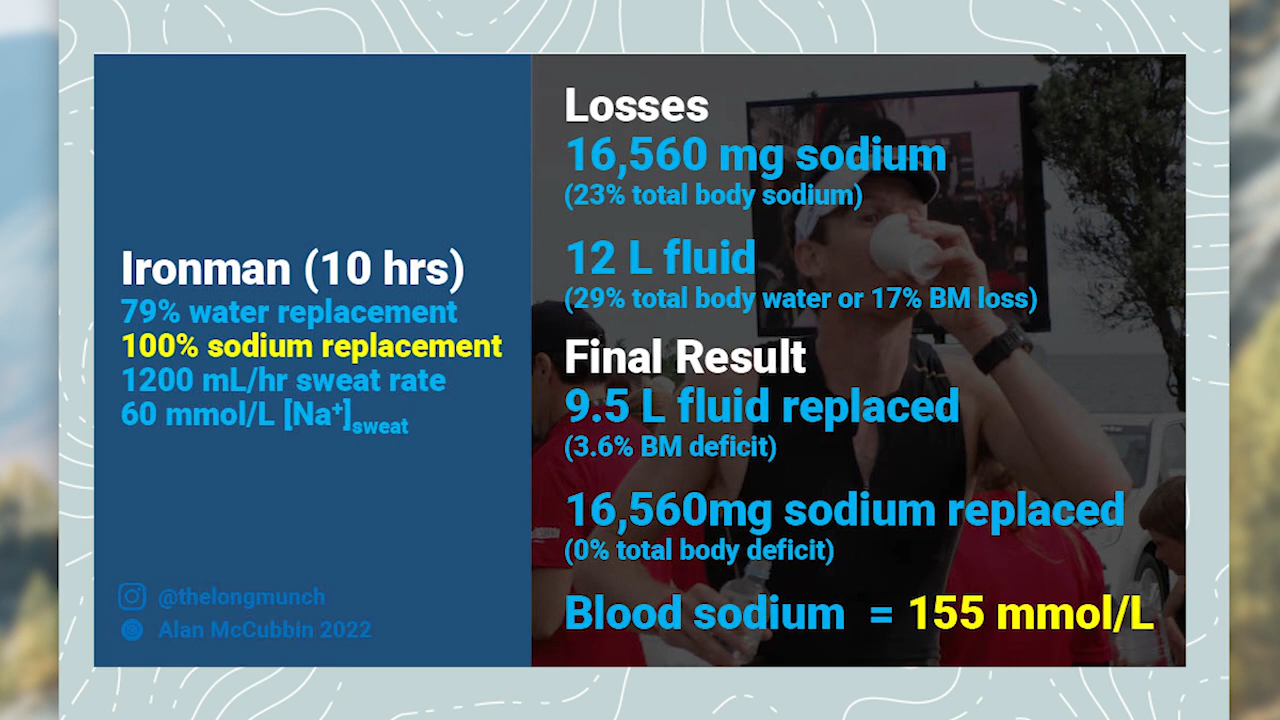 Ironman (10 hrs)
79% water replacement
100% sodium replacement
1200 mL/hr sweat rate
60 mmol/L [Na⁺]sweat
@thelongmunch
Alan McCubbin 2022
Losses
16,560 mg sodium
(23% total body sodium)
12 L fluid
(29% total body water or 17% BM loss)
Final Result
9.5 L fluid replaced
(3.6% BM deficit)
16,560mg sodium replaced
(0% total body deficit)
Blood sodium = 155 mmol/L